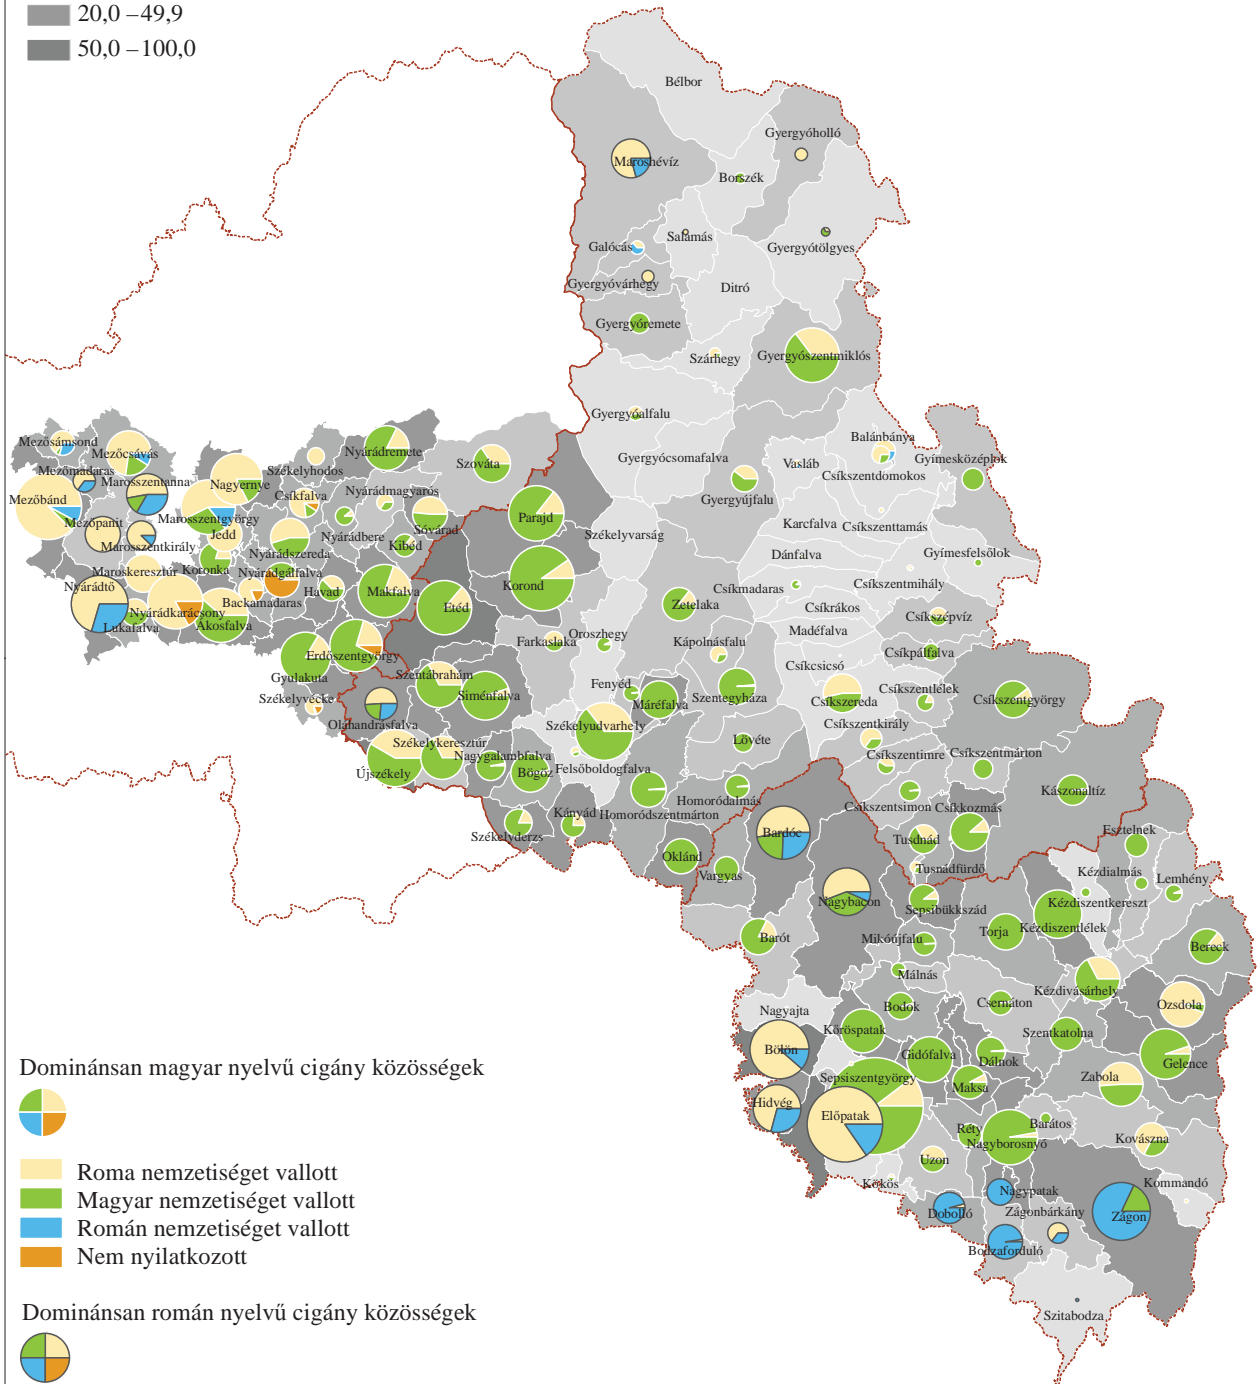 20,0 – 49,9
50,0 – 100,0
Bélbor
Gyergyóholló
Maroshévíz
Borszék
Salamás
Galócás
Gyergyótölgyes
Gyergyóvárhegy
Ditró
Gyergyóremete
Szárhegy
Gyergyószentmiklós
Gyergyóalfalu
Balánbánya
Mezősámsond
Mezőcsávás
Nyárádremete
Gyergyócsomafalva
Vasláb
Gyímesközéplok
Székelyhodos
Szováta
Csíkszentdomokos
Mezőmadaras
Marosszentanna
Nagyernye
Gyergyóújfalu
Csíkfalva
Nyárádmagyarós
Mezőbánd
Marosszentgyörgy
Parajd
Karcfalva
Csíkszenttamás
Mezőpanit
Jedd
Nyárádbere
Sóvárad
Székelyvarság
Marosszentkirály
Nyárádszereda
Kibéd
Dánfalva
Gyímesfelsőlok
Maroskeresztúr
Koronka
Nyárádgálfalva
Korond
Csíkmadaras
Csíkszentmihály
Nyárádtő
Havad
Makfalva
Backamadaras
Etéd
Zetelaka
Csíkrákos
Nyárádkarácsony
Csíkszépvíz
Lukafalva
Ákosfalva
Madéfalva
Farkaslaka
Oroszhegy
Kápolnásfalu
Erdőszentgyörgy
Csíkpálfalva
Csíkcsicsó
Gyulakuta
Szentábrahám
Fenyéd
Csíkszentlélek
Székelyvécke
Siménfalva
Máréfalva
Szentegyháza
Csíkszereda
Csíkszentgyörgy
Oláhandrásfalva
Székelyudvarhely
Csíkszentkirály
Székelykeresztúr
Lövéte
Nagygalambfalva
Csíkszentimre
Csíkszentmárton
Újszékely
Bögöz
Felsőboldogfalva
Kászonaltíz
Homoródalmás
Csíkszentsimon
Csíkkozmás
Kányád
Homoródszentmárton
Székelyderzs
Bardóc
Esztelnek
Tusdnád
Oklánd
Tusnádfürdő
Vargyas
Kézdialmás
Lemhény
Nagybacon
Kézdiszentkereszt
Sepsibükkszád
Torja
Kézdiszentlélek
Barót
Mikóújfalu
Bereck
Málnás
Kézdivásárhely
Nagyajta
Bodok
Csernáton
Ozsdola
Kőröspatak
Szentkatolna
Bölön
Gidófalva
Dálnok
Gelence
Dominánsan magyar nyelvű cigány közösségek
Sepsiszentgyörgy
Maksa
Zabola
Hidvég
Előpatak
Barátos
Réty
Nagyborosnyó
Kovászna
Uzon
Roma nemzetiséget vallott
Kökös
Nagypatak
Kommandó
Magyar nemzetiséget vallott
Dobolló
Zágonbárkány
Zágon
Román nemzetiséget vallott
Bodzaforduló
Nem nyilatkozott
Dominánsan román nyelvű cigány közösségek
Szitabodza